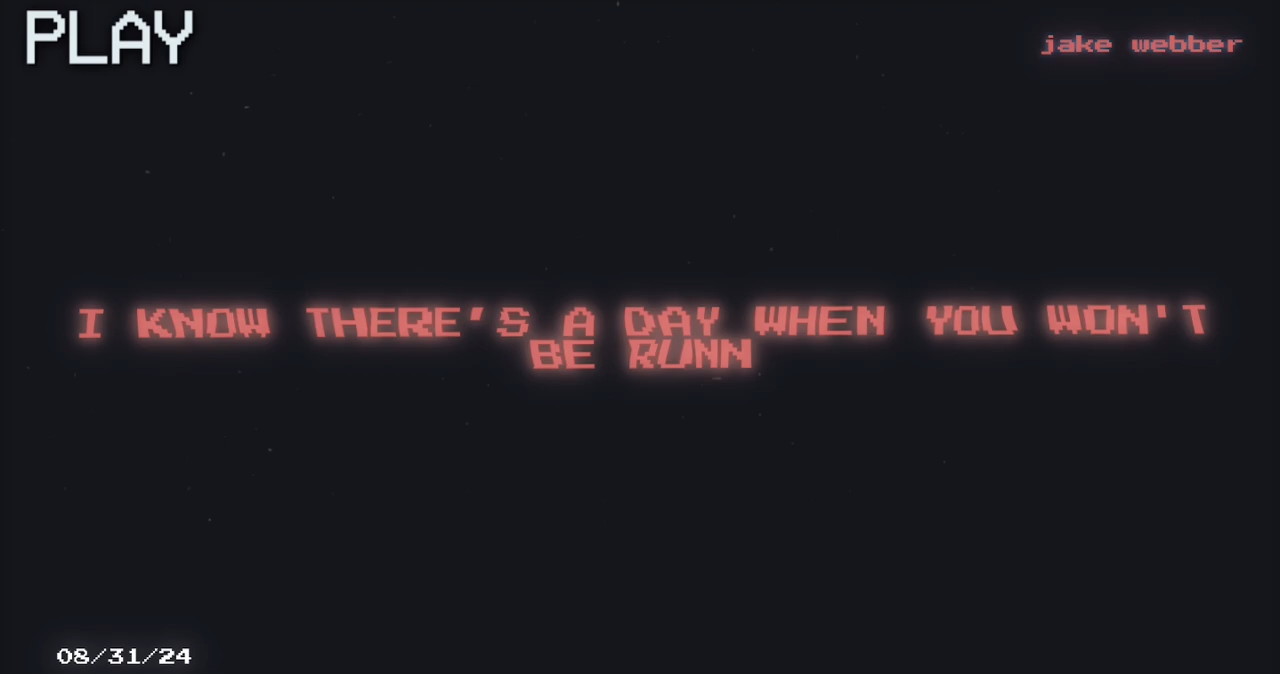 PLAY
jake webber
I KNOW THERE'S A DAY WHEN YOU WON'T
BE RUNN
08/31/24